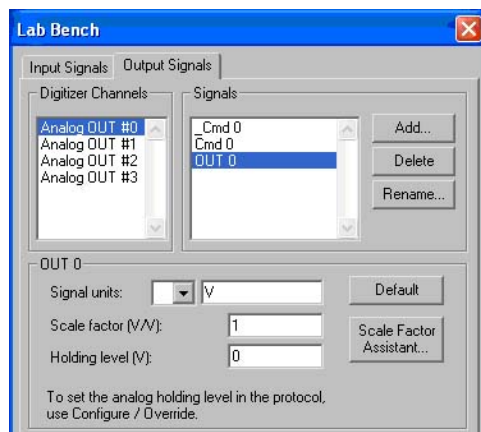 Lab Bench
Input Signals Output Signals
Digitizer Channels
Analog OUT #0
Analog OUT #1
Analog OUT #2
Analog OUT #3
Signals
_Cmd 0
Cmd 0
OUT 0
Add...
Delete
Rename...
OUT 0
Signal units: V
Default
Scale factor (V/V): 1
Scale Factor
Assistant...
Holding level (V): 0
To set the analog holding level in the protocol,
use Configure / Override.